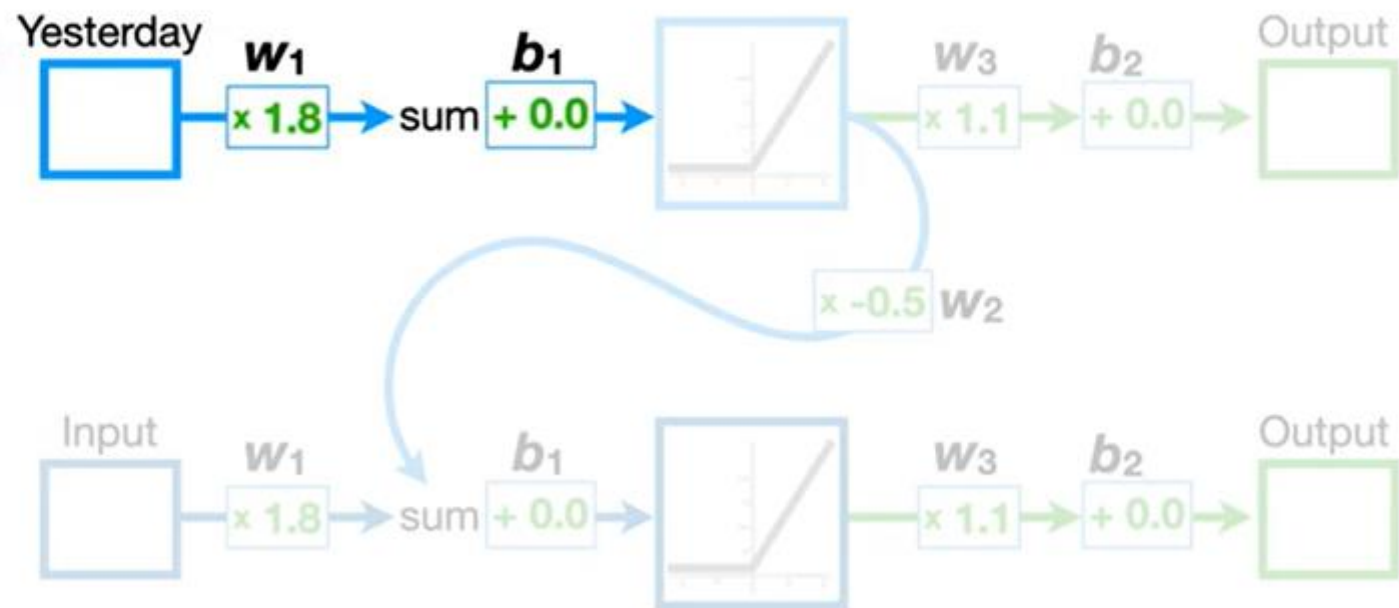 Yesterday
w1 b1 w3 b2 Output
x 1.8 sum + 0.0 x 1.1 + 0.0
x -0.5 w2
Input w1 b1 w3 b2 Output
x 1.8 sum + 0.0 x 1.1 + 0.0